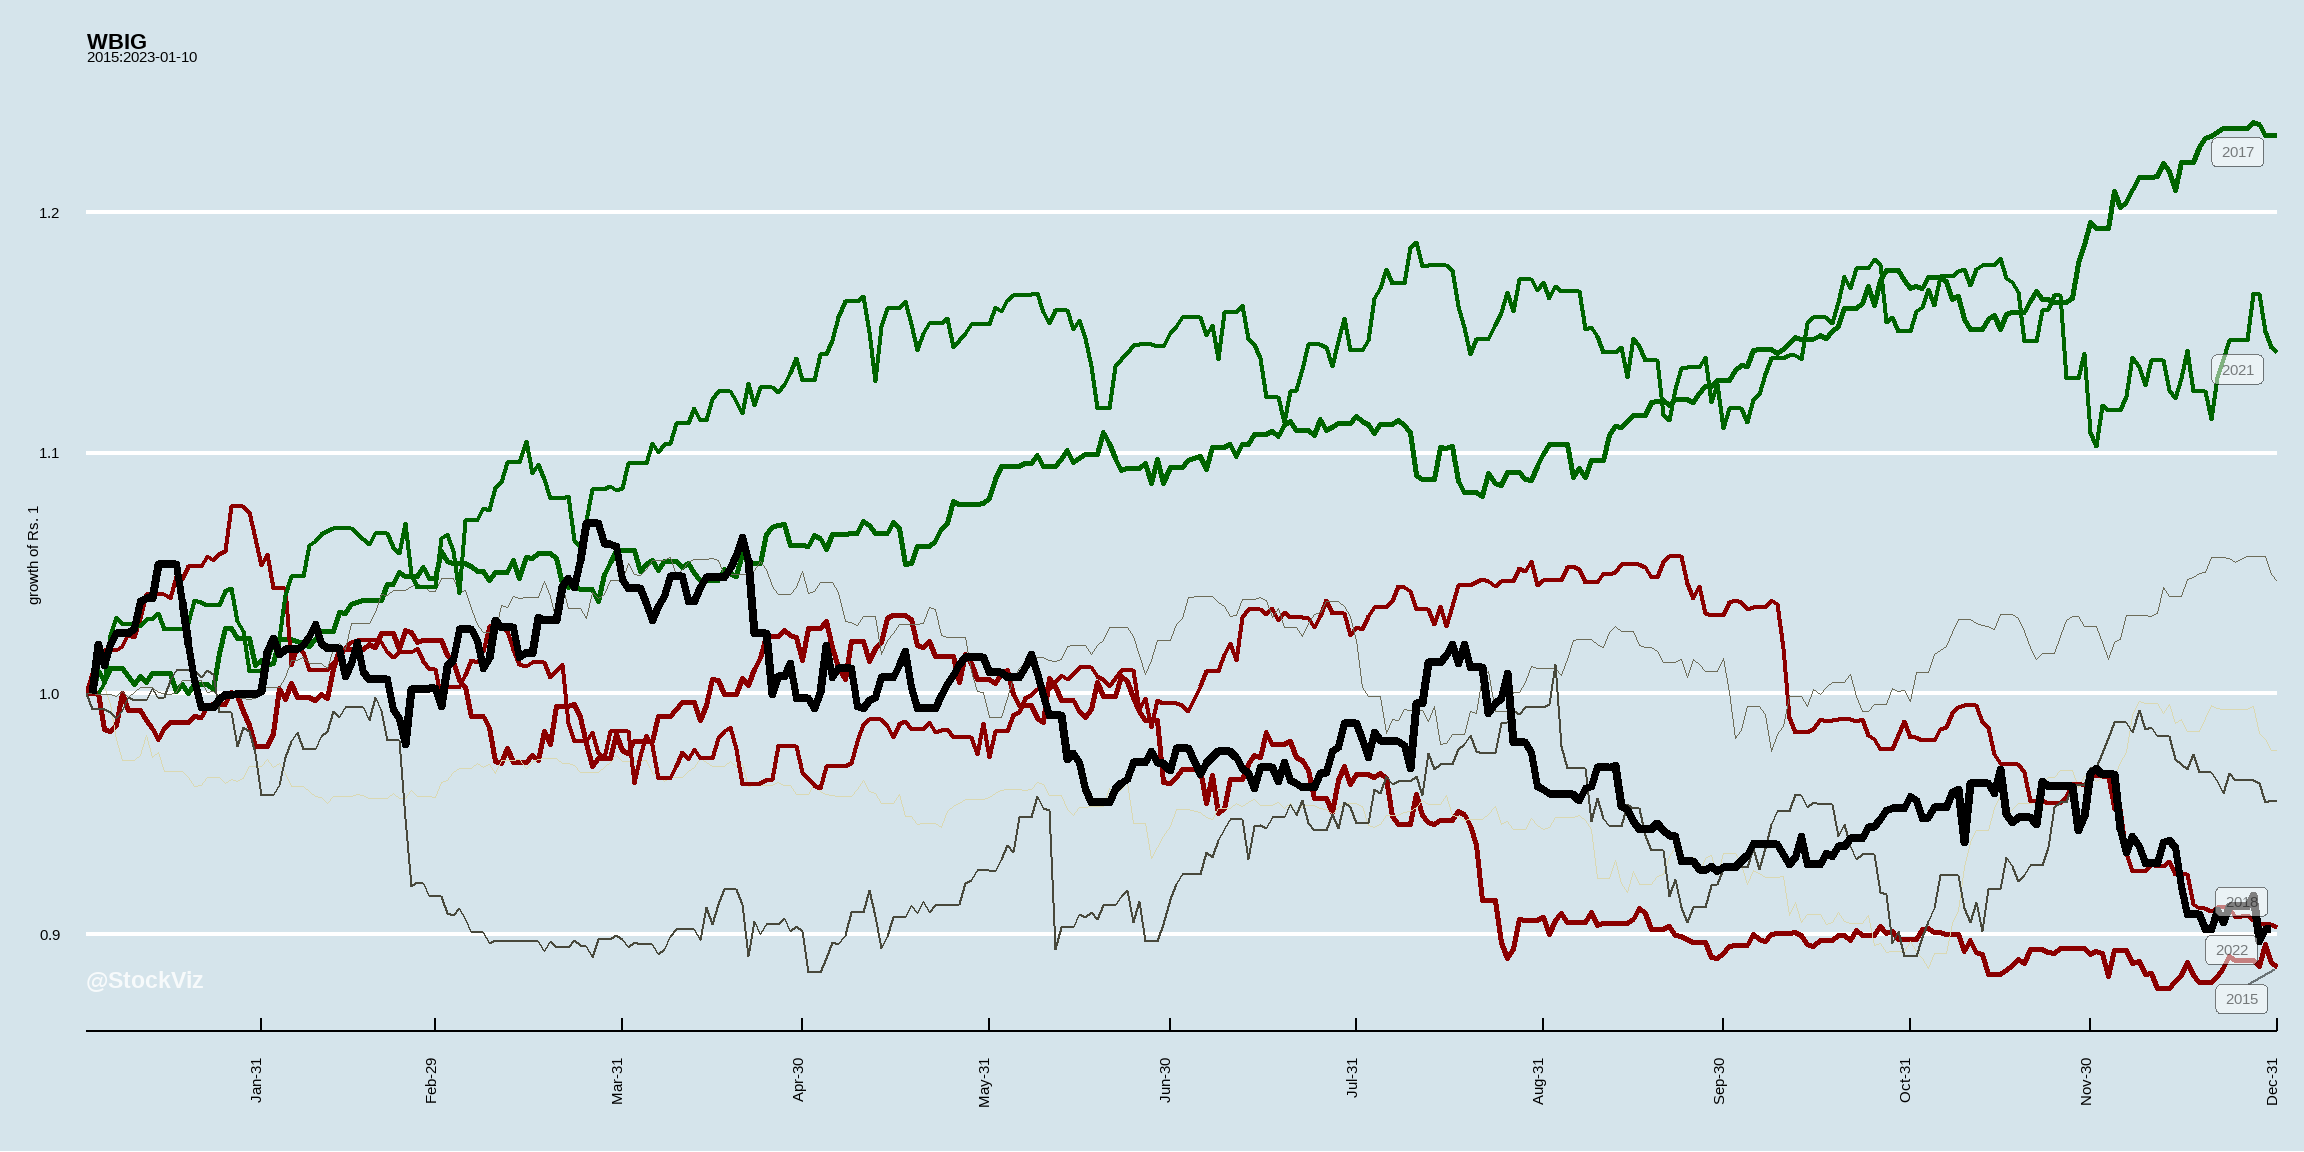 WBIG
2015:2023-01-10
growth of Rs. 1
1.2
1.1
1.0
0.9
2017
2021
2018
2022
2015
@StockViz
Jan-31
Feb-29
Mar-31
Apr-30
May-31
Jun-30
Jul-31
Aug-31
Sep-30
Oct-31
Nov-30
Dec-31